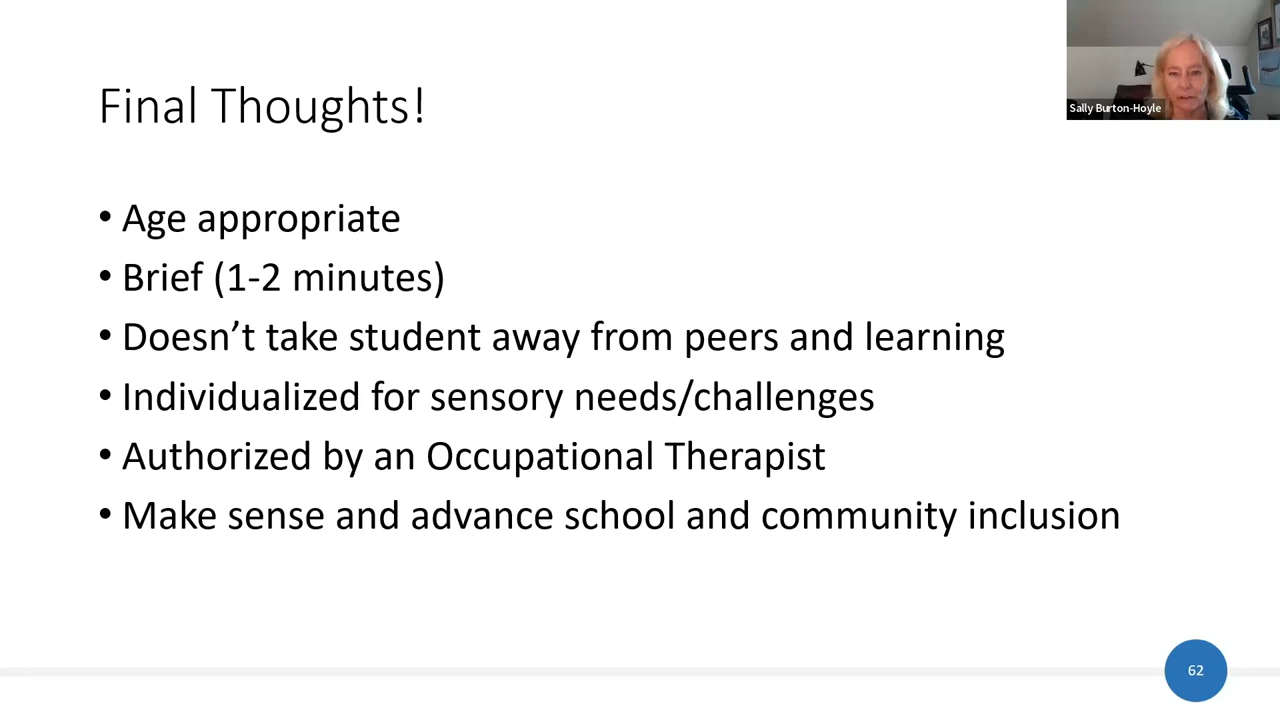 Sally Burton-Hoyle
Final Thoughts!
• Age appropriate
• Brief (1-2 minutes)
• Doesn’t take student away from peers and learning
• Individualized for sensory needs/challenges
• Authorized by an Occupational Therapist
• Make sense and advance school and community inclusion
62